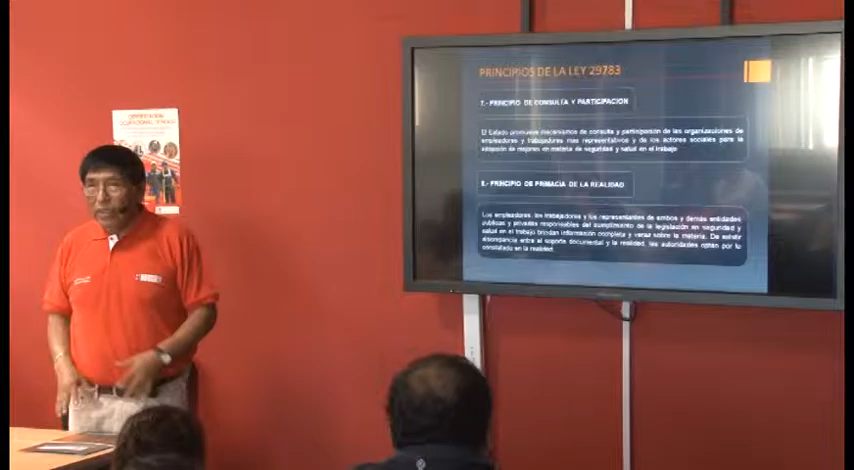 PRINCIPIOS DE LA LEY 29783
7.- PRINCIPIO DE CONSULTA Y PARTICIPACION
El Estado promueve mecanismos de consulta y participación de las organizaciones de
empleadores y trabajadores mas representativos y de los actores sociales para la
adopción de mejoras en materia de seguridad y salud en el trabajo
8.- PRINCIPIO DE PRIMACIA DE LA REALIDAD
Los empleadores, los trabajadores y los representantes de ambos y demás entidades
públicas y privadas responsables del cumplimiento de la legislación en seguridad y
salud en el trabajo brindan información completa y veraz sobre la materia. De existir
discrepancia entre el soporte documental y la realidad, las autoridades optan por lo
constatado en la realidad.